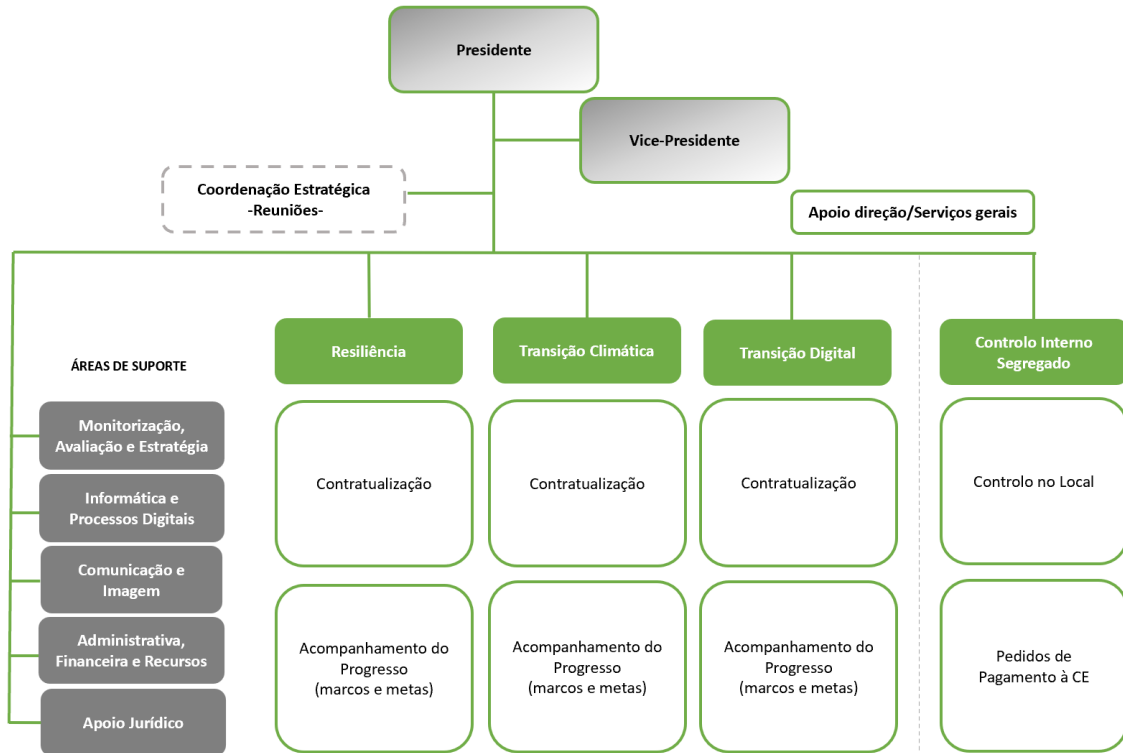 Presidente
Vice-Presidente
Coordenação Estratégica
-Reuniões-
Apoio direção/Serviços gerais
ÁREAS DE SUPORTE
Monitorização,
Avaliação e Estratégia
Informática e
Processos Digitais
Comunicação e
Imagem
Administrativa,
Financeira e Recursos
Apoio Jurídico
Resiliência
Contratualização
Acompanhamento do
Progresso
(marcos e metas)
Transição Climática
Contratualização
Acompanhamento do
Progresso
(marcos e metas)
Transição Digital
Contratualização
Acompanhamento do
Progresso
(marcos e metas)
Controlo Interno
Segregado
Controlo no Local
Pedidos de
Pagamento à CE